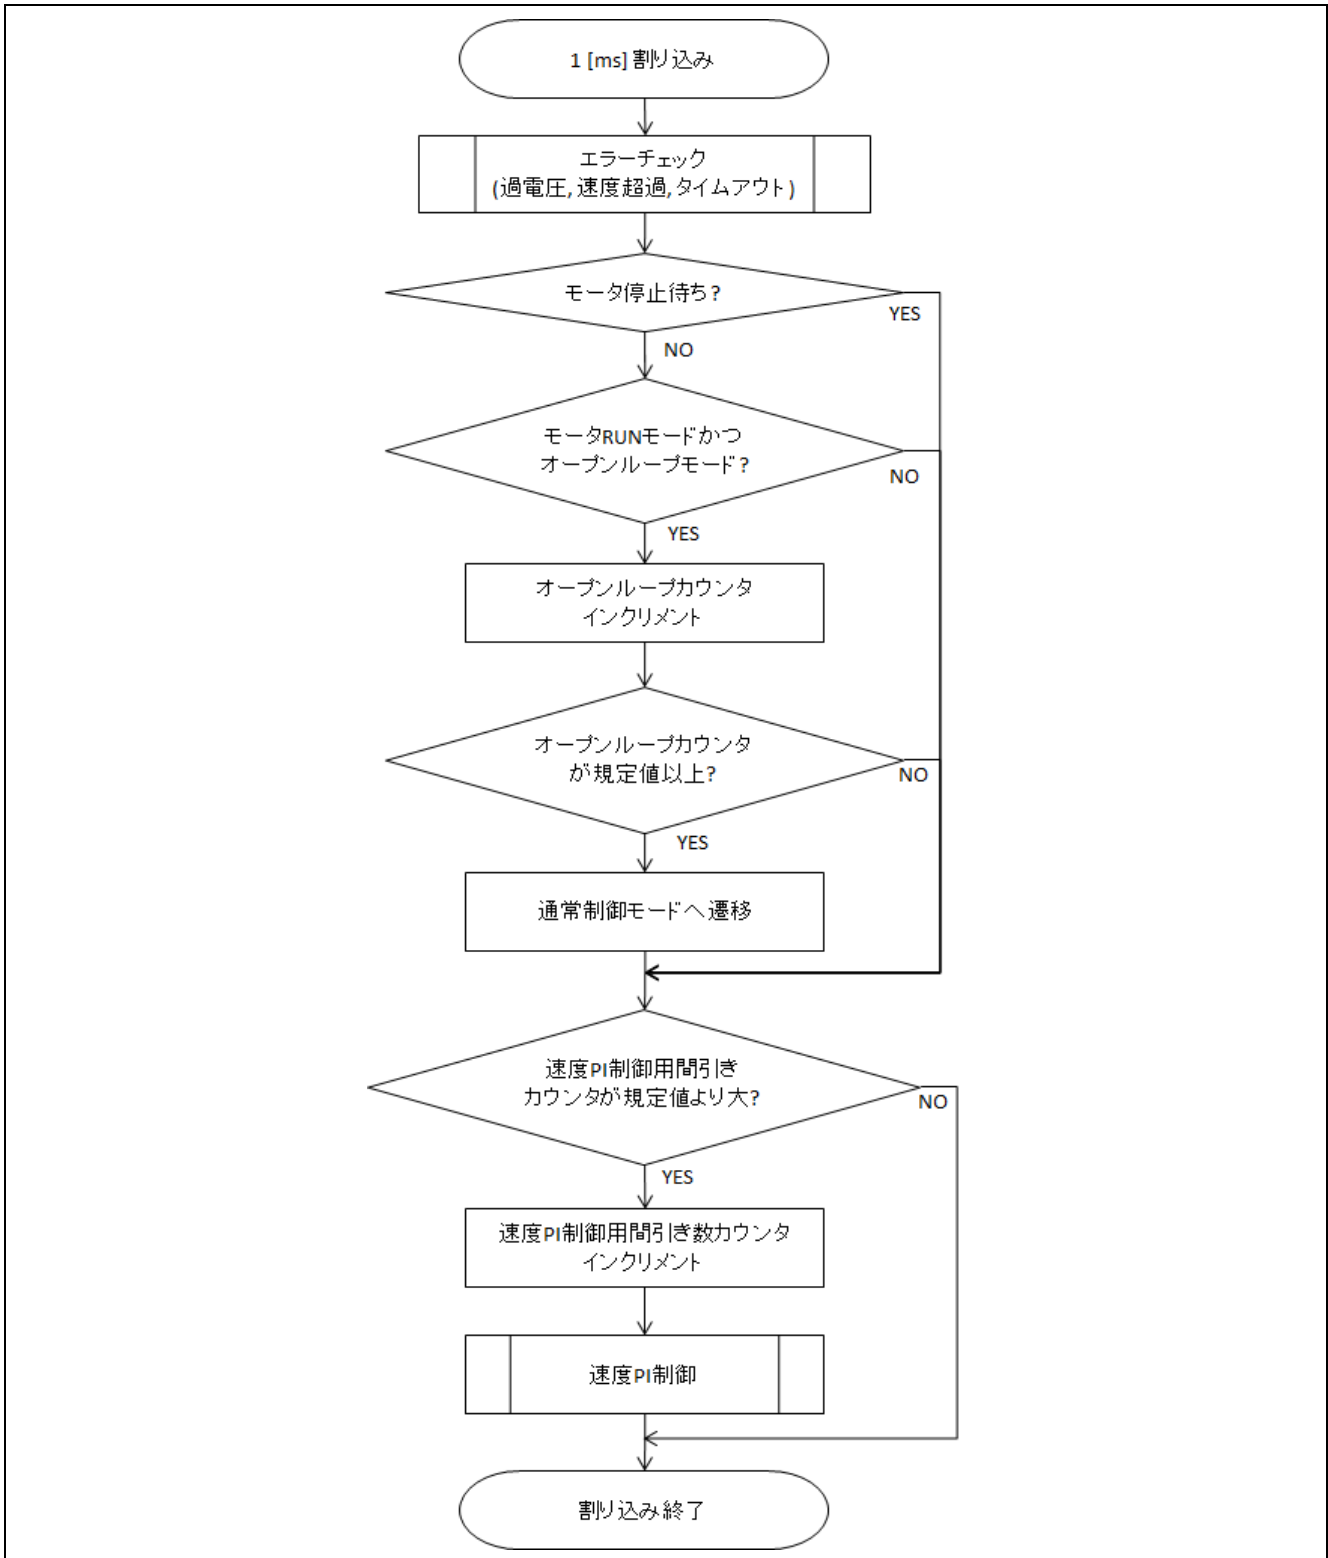 1 [ms] 割り込み
エラーチェック
(過電圧, 速度超過, タイムアウト)
モータ停止待ち?
YES
NO
モータRUNモードかつ
オープンループモード?
NO
YES
オープンループカウンタ
インクリメント
オープンループカウンタ
が規定値以上?
NO
YES
通常制御モードへ遷移
速度PI制御用間引き
カウンタが規定値より大?
NO
YES
速度PI制御用間引き数カウンタ
インクリメント
速度PI制御
割り込み終了